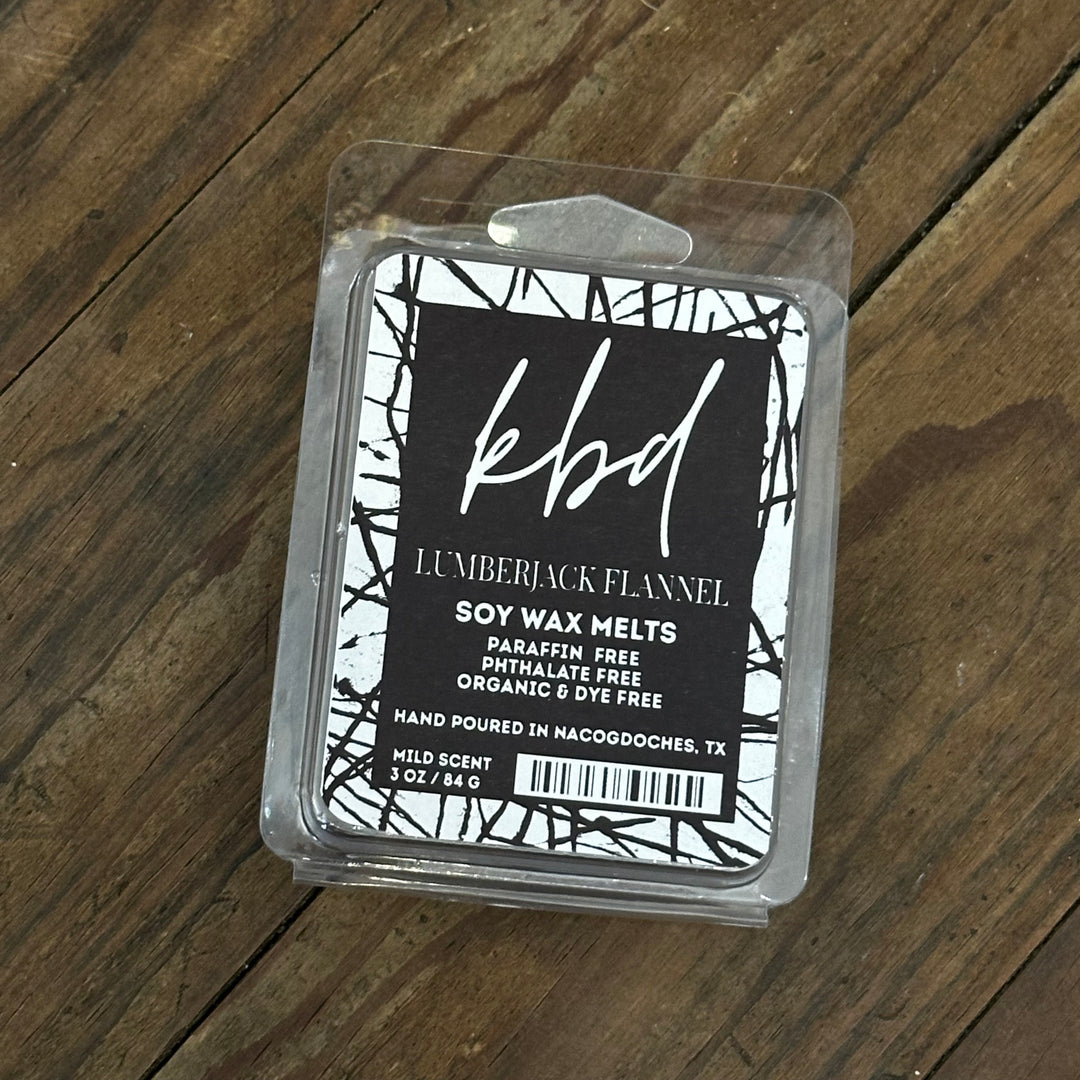 kbd
LUMBERJACK FLANNEL
SOY WAX MELTS
PARAFFIN FREE
PHTHALATE FREE
ORGANIC & DYE FREE
HAND POURED IN NACOGDOCHES, TX
MILD SCENT
3 OZ / 84 G